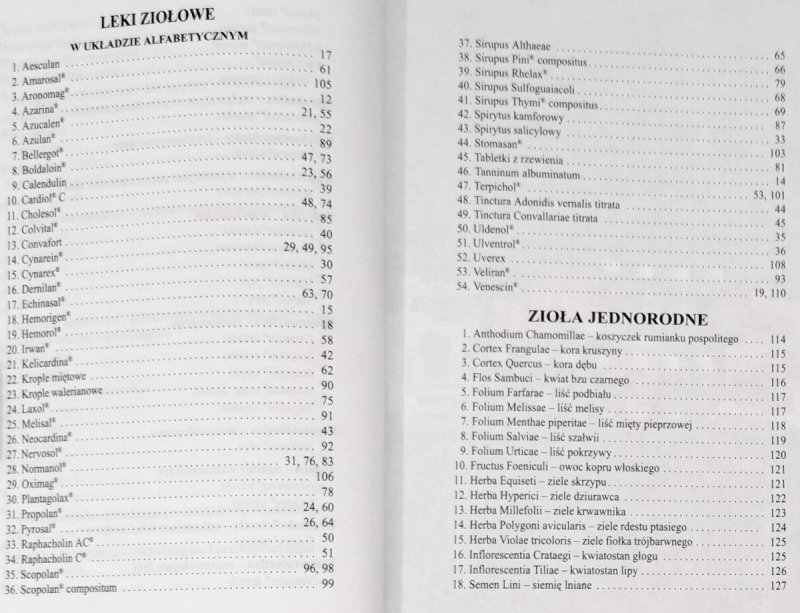 LEKI ZIOŁOWE
W UKŁADZIE ALFABETYCZNYM
1. Aesculan 17
2. Amarosal® 61
3. Aronomag® 105
4. Azarina® 12
5. Azucalen® 21, 55
6. Azulan® 22
7. Bellergot® 89
8. Boldaloin® 47, 73
9. Calendulin 23, 56
10. Cardiol® C 39
11. Cholesol® 48, 74
12. Colvital® 85
13. Convafort 40
14. Cynarein® 29, 49, 95
15. Cynarex® 30
16. Dernilan® 57
17. Echinasal® 63, 70
18. Hemorigen® 15
19. Hemorol® 18
20. Irwan® 58
21. Kelicardina® 42
22. Krople miętowe 62
23. Krople walerianowe 90
24. Laxol® 75
25. Melisal® 91
26. Neocardina® 43
27. Nervosol® 92
28. Normanol® 31, 76, 83
29. Oximag® 106
30. Plantagolax® 78
31. Propolan® 24, 60
32. Pyrosal® 26, 64
33. Raphacholin AC® 50
34. Raphacholin C® 51
35. Scopolan® 96, 98
36. Scopolan® compositum 99
37. Sirupus Althaeae 65
38. Sirupus Pini® compositus 66
39. Sirupus Rhelax® 79
40. Sirupus Sulfoguaiacoli 68
41. Sirupus Thymi® compositus 69
42. Spirytus kamforowy 87
43. Spirytus salicylowy 33
44. Stomasan® 103
45. Tabletki z rzewienia 81
46. Tanninum albuminatum 14
47. Terpichol® 53, 101
48. Tinctura Adonidis vernalis titrata 44
49. Tinctura Convallariae titrata 45
50. Uldenol® 35
51. Ulventrol® 36
52. Uverex 108
53. Veliran® 93
54. Venescin® 19, 110
ZIOŁA JEDNORODNE
1. Anthodium Chamomillae – koszyczek rumianku pospolitego 114
2. Cortex Frangulae – kora kruszyny 115
3. Cortex Quercus – kora dębu 115
4. Flos Sambuci – kwiat bzu czarnego 116
5. Folium Farfarae – liść podbiału 117
6. Folium Melissae – liść melisy 117
7. Folium Menthae piperitae – liść mięty pieprzowej 118
8. Folium Salviae – liść szałwii 119
9. Folium Urticae – liść pokrzywy 120
10. Fructus Foeniculi – owoc kopru włoskiego 121
11. Herba Equiseti – ziele skrzypu 121
12. Herba Hyperici – ziele dziurawca 122
13. Herba Millefolii – ziele krwawnika 123
14. Herba Polygoni avicularis – ziele rdestu ptasiego 124
15. Herba Violae tricoloris – ziele fiołka trójbarwnego 125
16. Inflorescentia Crataegi – kwiatostan głogu 125
17. Inflorescentia Tiliae – kwiatostan lipy 126
18. Semen Lini – siemię lniane 127